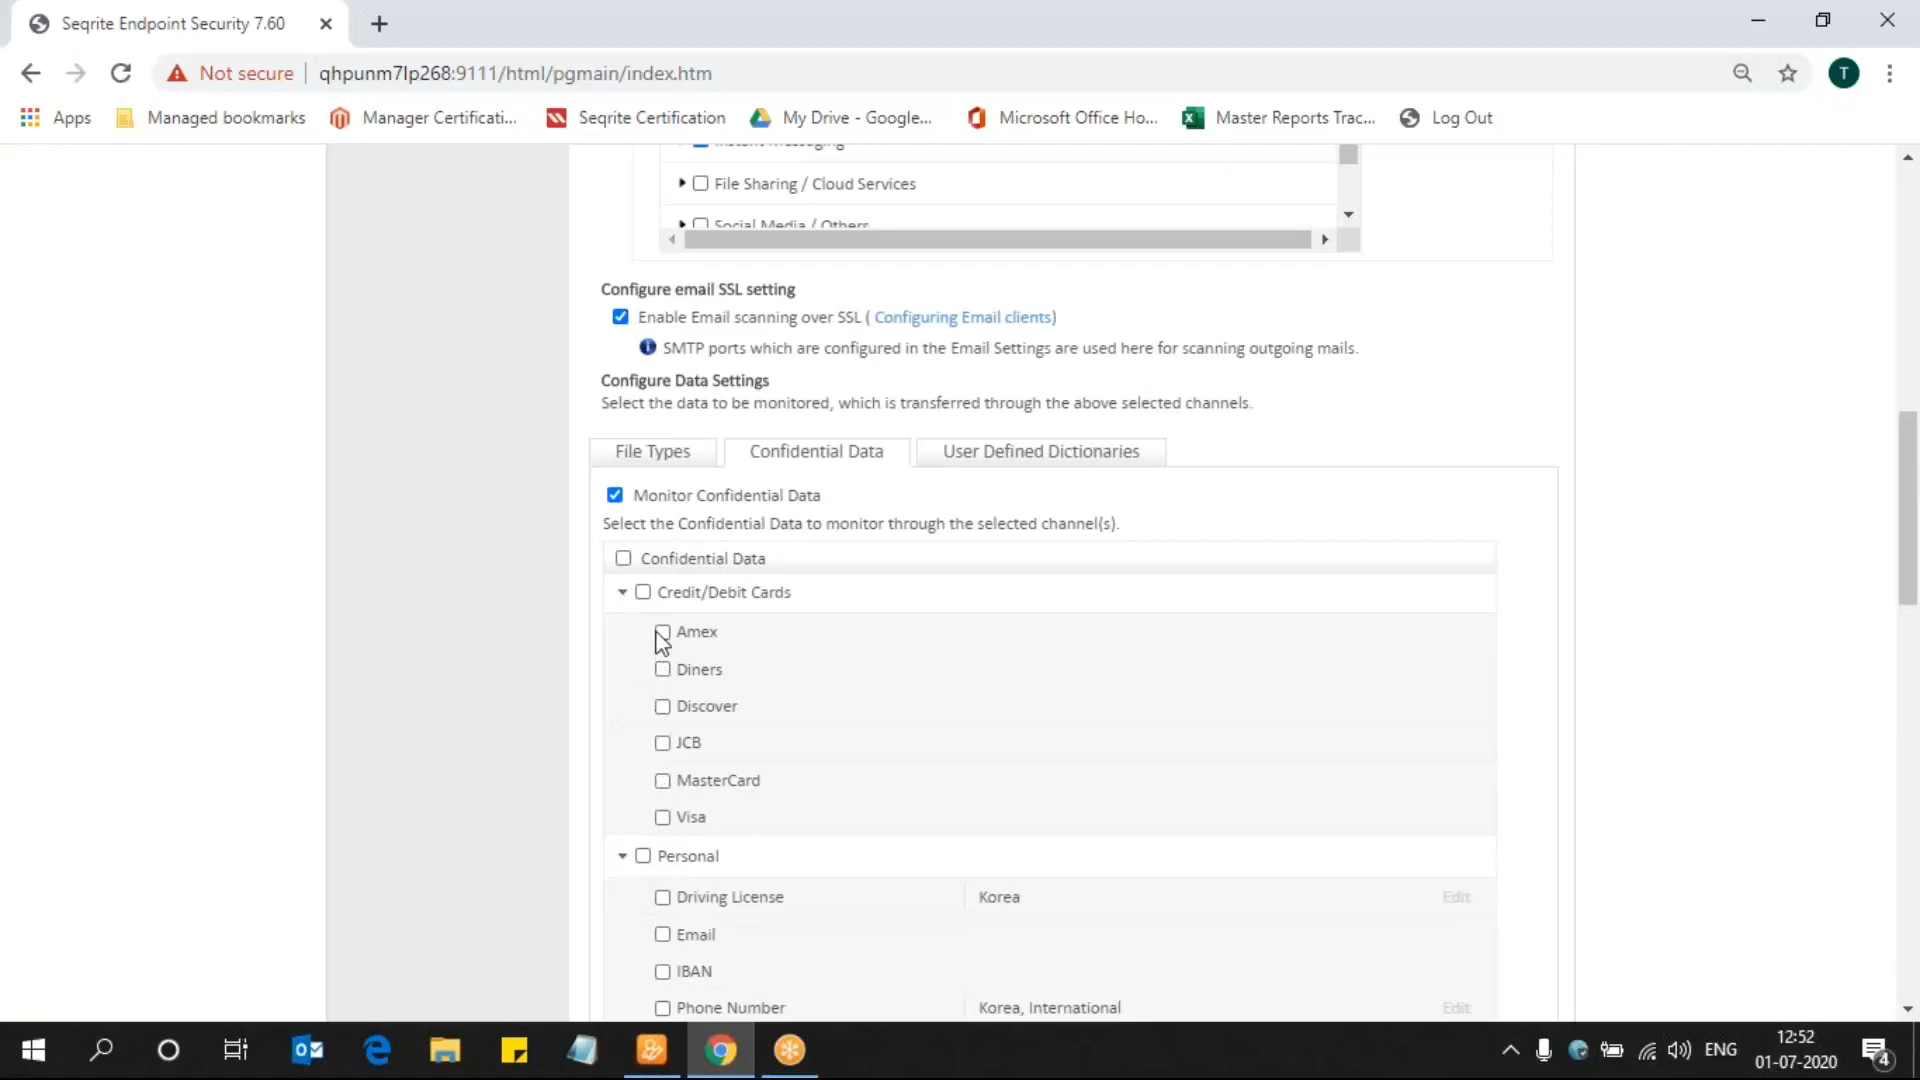 Seqrite Endpoint Security 7.60
Not secure
qhpunm7lp268:9111/html/pgmain/index.htm
T
Apps
Managed bookmarks
Manager Certificati...
Seqrite Certification
My Drive - Google...
Microsoft Office Ho...
Master Reports Trac...
Log Out
Instant Messaging
File Sharing / Cloud Services
Social Media / Others
Configure email SSL setting
Enable Email scanning over SSL ( Configuring Email clients)
SMTP ports which are configured in the Email Settings are used here for scanning outgoing mails.
Configure Data Settings
Select the data to be monitored, which is transferred through the above selected channels.
File Types
Confidential Data
User Defined Dictionaries
Monitor Confidential Data
Select the Confidential Data to monitor through the selected channel(s).
Confidential Data
Credit/Debit Cards
Amex
Diners
Discover
JCB
MasterCard
Visa
Personal
Driving License Korea Edit
Email
IBAN
Phone Number Korea, International Edit
ENG
12:52
01-07-2020
4